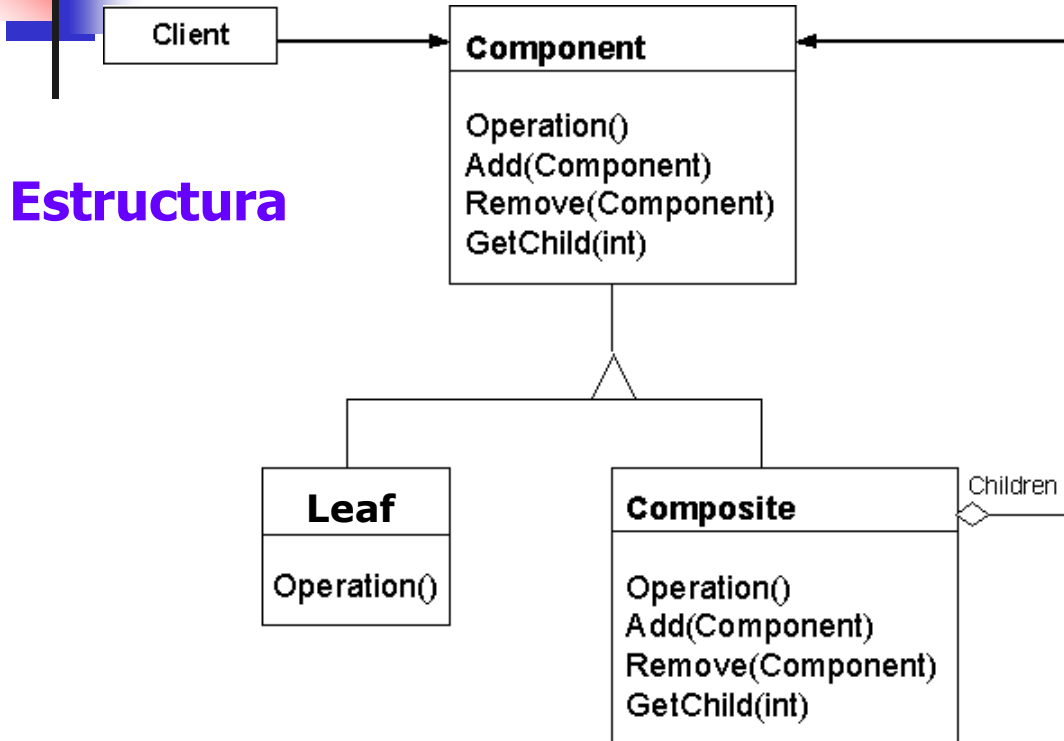 Client
Component
Operation()
Add(Component)
Remove(Component)
GetChild(int)
Estructura
Leaf
Operation()
Composite
Operation()
Add(Component)
Remove(Component)
GetChild(int)
Children